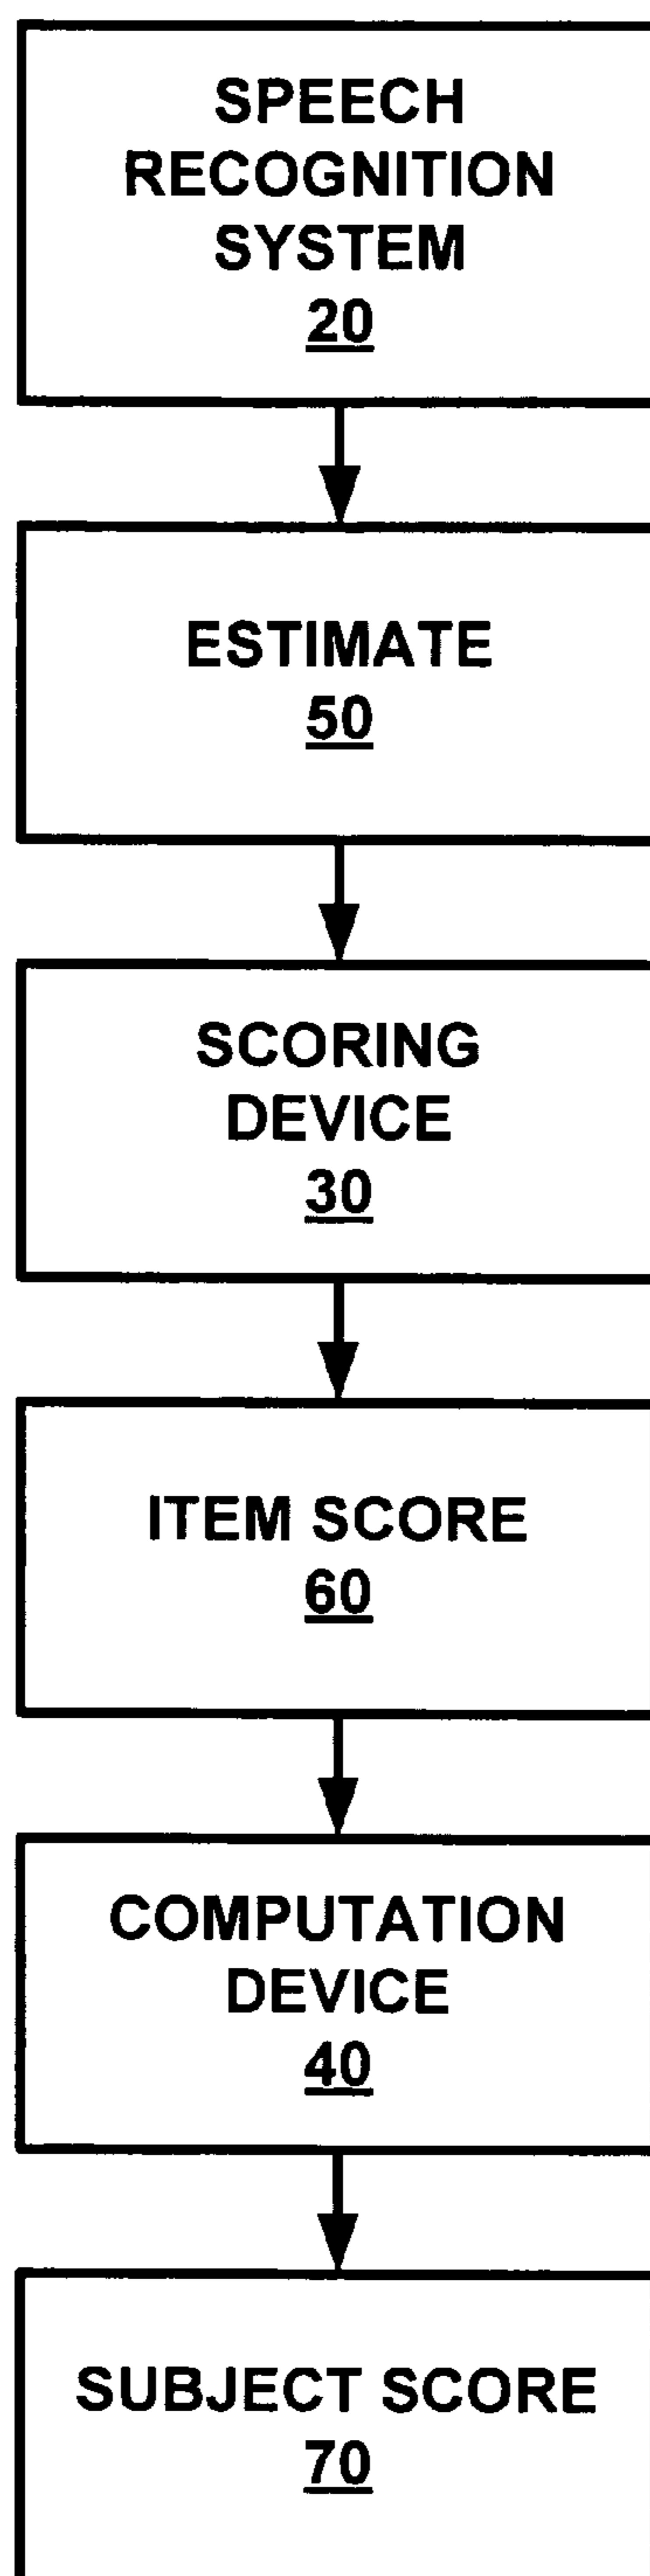 SPEECH
RECOGNITION
SYSTEM
20
ESTIMATE
50
SCORING
DEVICE
30
ITEM SCORE
60
COMPUTATION
DEVICE
40
SUBJECT SCORE
70